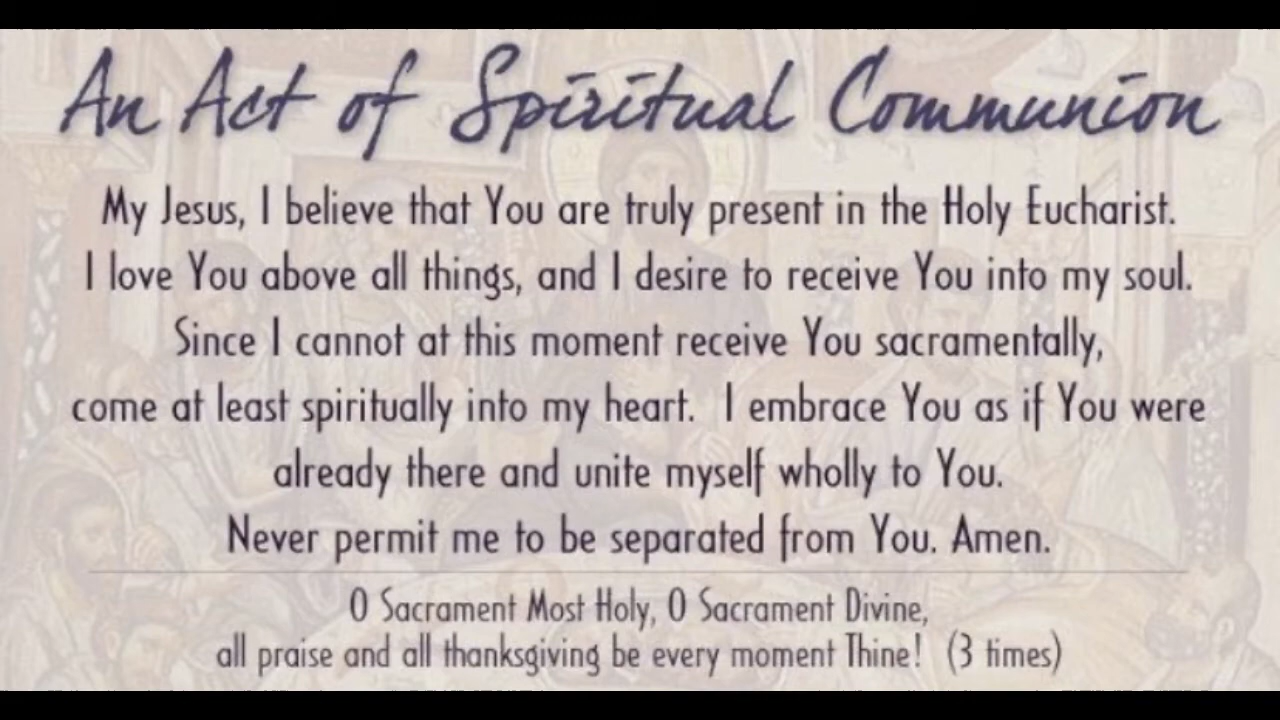 An Act of Spiritual Communion
My Jesus, I believe that You are truly present in the Holy Eucharist.
I love You above all things, and I desire to receive You into my soul.
Since I cannot at this moment receive You sacramentally,
come at least spiritually into my heart.  I embrace You as if You were
already there and unite myself wholly to You.
Never permit me to be separated from You. Amen.
O Sacrament Most Holy, O Sacrament Divine,
all praise and all thanksgiving be every moment Thine!  (3 times)